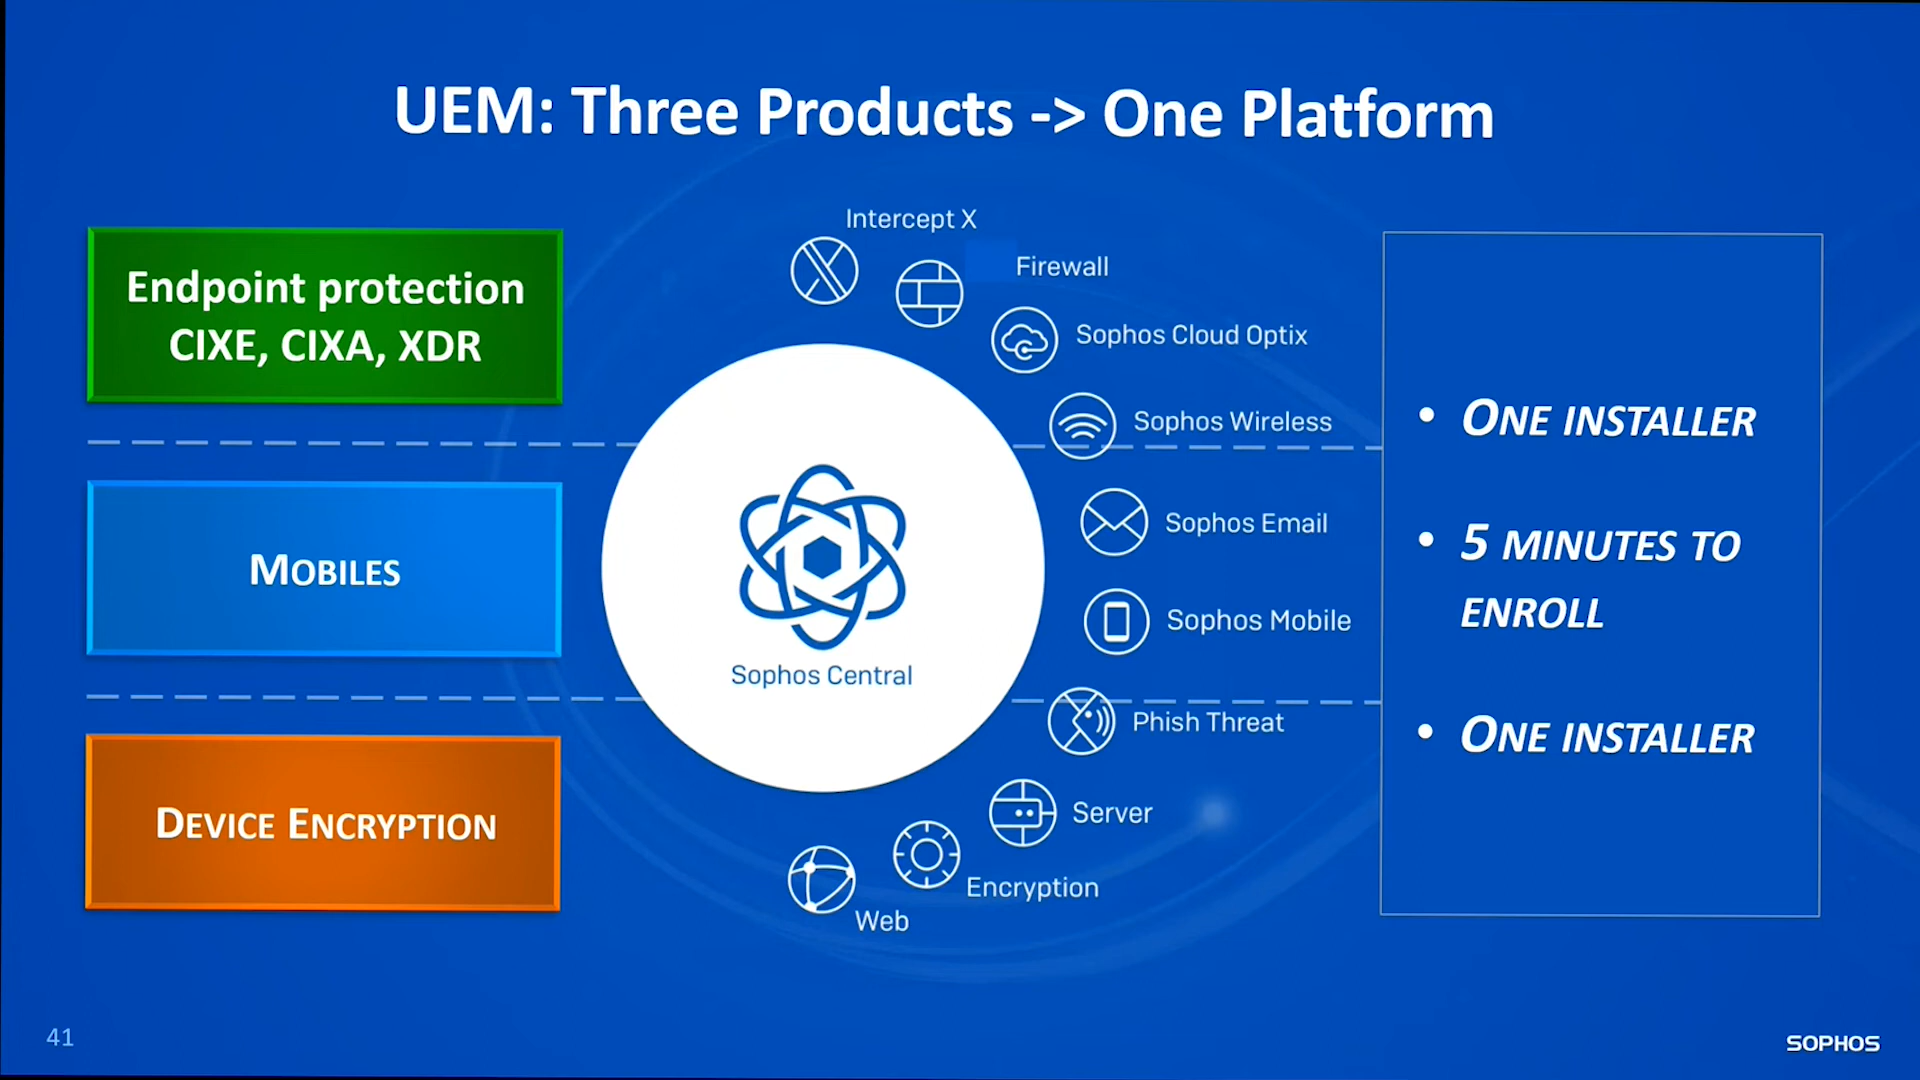 UEM: Three Products -> One Platform
Endpoint protection
CIXE, CIXA, XDR
MOBILES
DEVICE ENCRYPTION
Intercept X
Firewall
Sophos Cloud Optix
Sophos Wireless
Sophos Email
Sophos Mobile
Phish Threat
Server
Encryption
Web
Sophos Central
• ONE INSTALLER
• 5 MINUTES TO
ENROLL
• ONE INSTALLER
41
SOPHOS